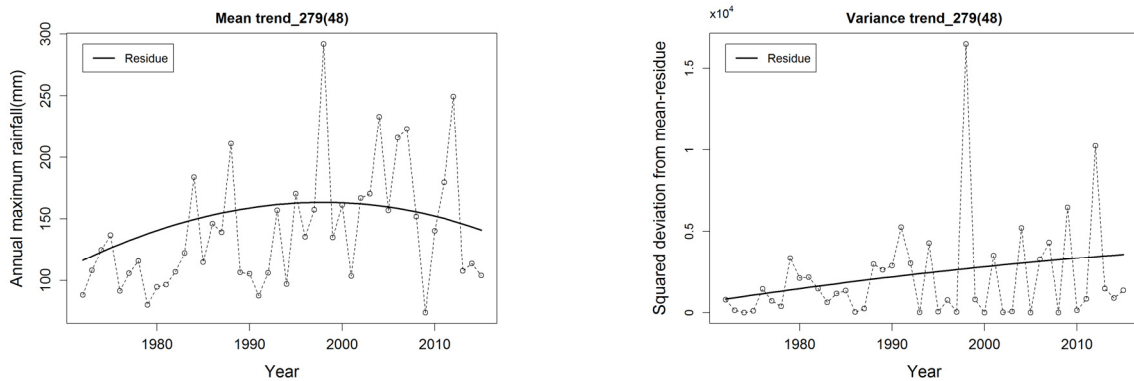 Mean trend_279(48)
Annual maximum rainfall(mm)
300
250
200
150
100
Residue
1980
1990
2000
2010
Year
Variance trend_279(48)
×10⁴
Squared deviation from mean-residue
1.5
1
0.5
0
Residue
1980
1990
2000
2010
Year